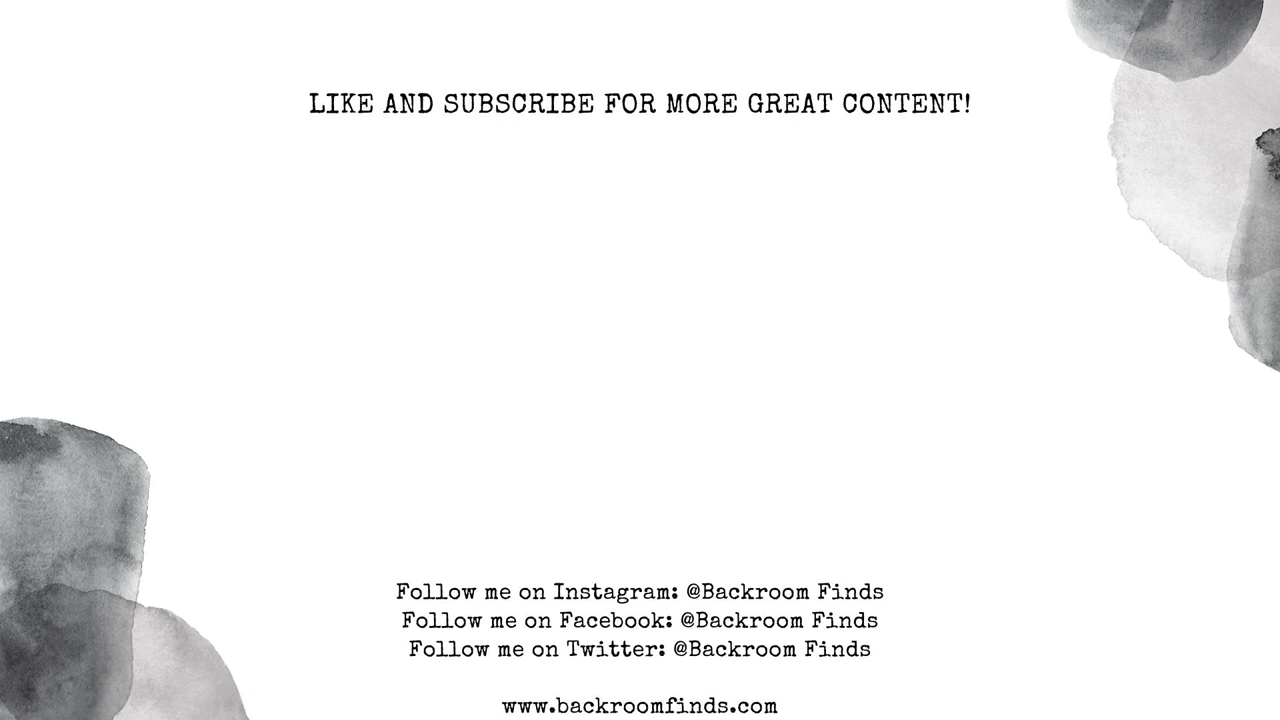 LIKE AND SUBSCRIBE FOR MORE GREAT CONTENT!
Follow me on Instagram: @Backroom Finds
Follow me on Facebook: @Backroom Finds
Follow me on Twitter: @Backroom Finds
www.backroomfinds.com